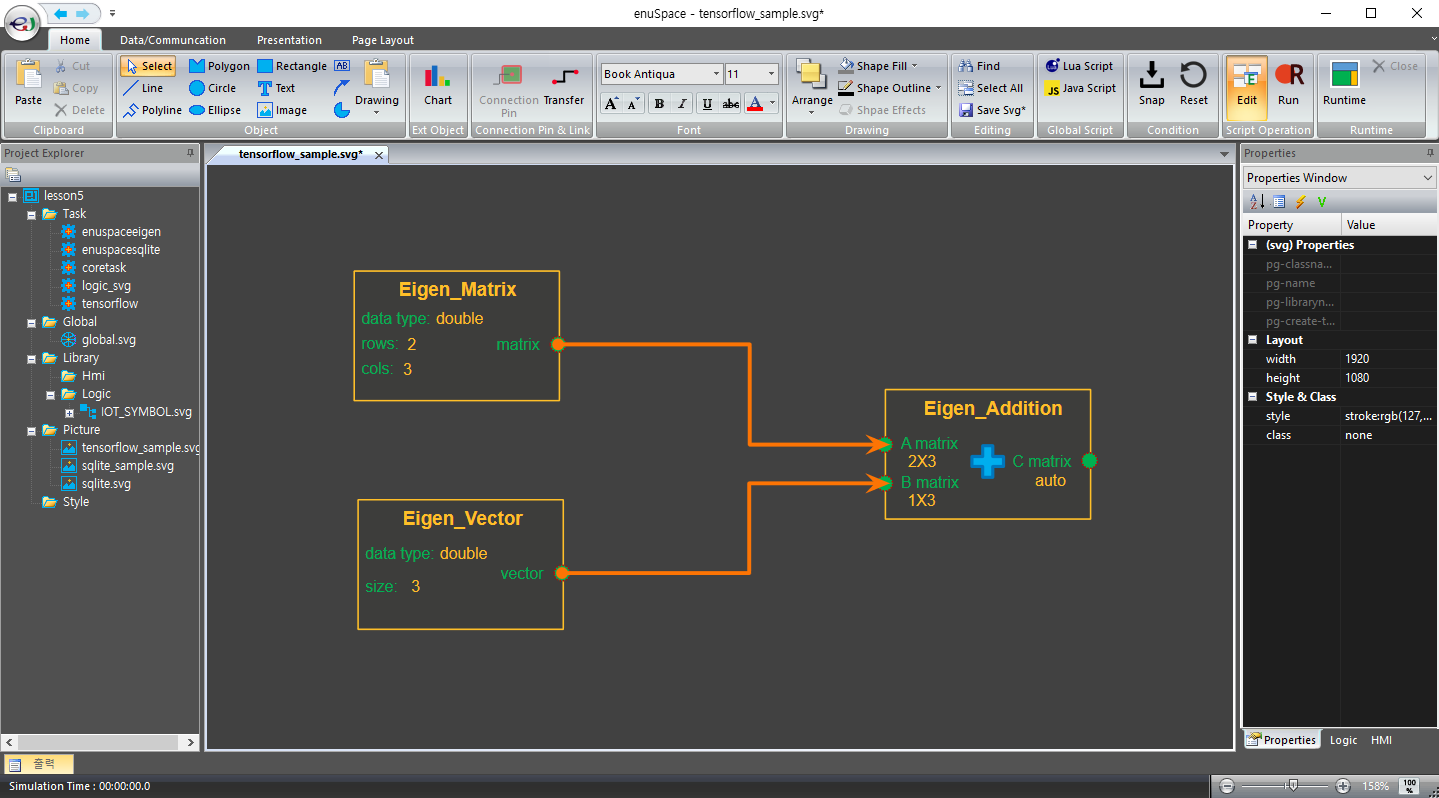 enuSpace - tensorflow_sample.svg*
Home Data/Communcation Presentation Page Layout
Paste Cut Copy Delete
Clipboard
Select Polygon Rectangle AB
Line Circle Text
Polyline Ellipse Image
Drawing
Object
Chart
Ext Object
Connection Pin Transfer
Connection Pin & Link
Book Antiqua 11
A A B I U abc A
Font
Arrange Shape Fill
Shape Outline
Shpae Effects
Drawing
Find
Select All
Save Svg*
Editing
Lua Script
JS Java Script
Global Script
Snap Reset
Condition
Edit Run
Script Operation
Runtime Close
Runtime
Project Explorer
lesson5
Task
enuspaceeigen
enuspacesqlite
coretask
logic_svg
tensorflow
Global
global.svg
Library
Hmi
Logic
IOT_SYMBOL.svg
Picture
tensorflow_sample.svg
sqlite_sample.svg
sqlite.svg
Style
tensorflow_sample.svg*
Eigen_Matrix
data type: double
rows: 2 matrix
cols: 3
Eigen_Vector
data type: double
vector
size: 3
Eigen_Addition
A matrix
2X3 C matrix
B matrix auto
1X3
Properties
Properties Window
Property Value
(svg) Properties
pg-classna...
pg-name
pg-libraryn...
pg-create-t...
Layout
width 1920
height 1080
Style & Class
style stroke:rgb(127,...
class none
Properties Logic HMI
출력
Simulation Time : 00:00:00.0
158% 100 %